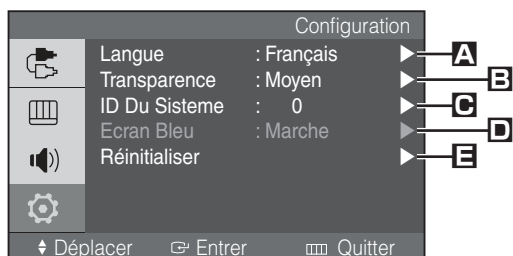 Configuration
Langue : Français A
Transparence : Moyen B
ID Du Sisteme : 0 C
Ecran Bleu : Marche D
Réinitialiser E
Déplacer Entrer Quitter